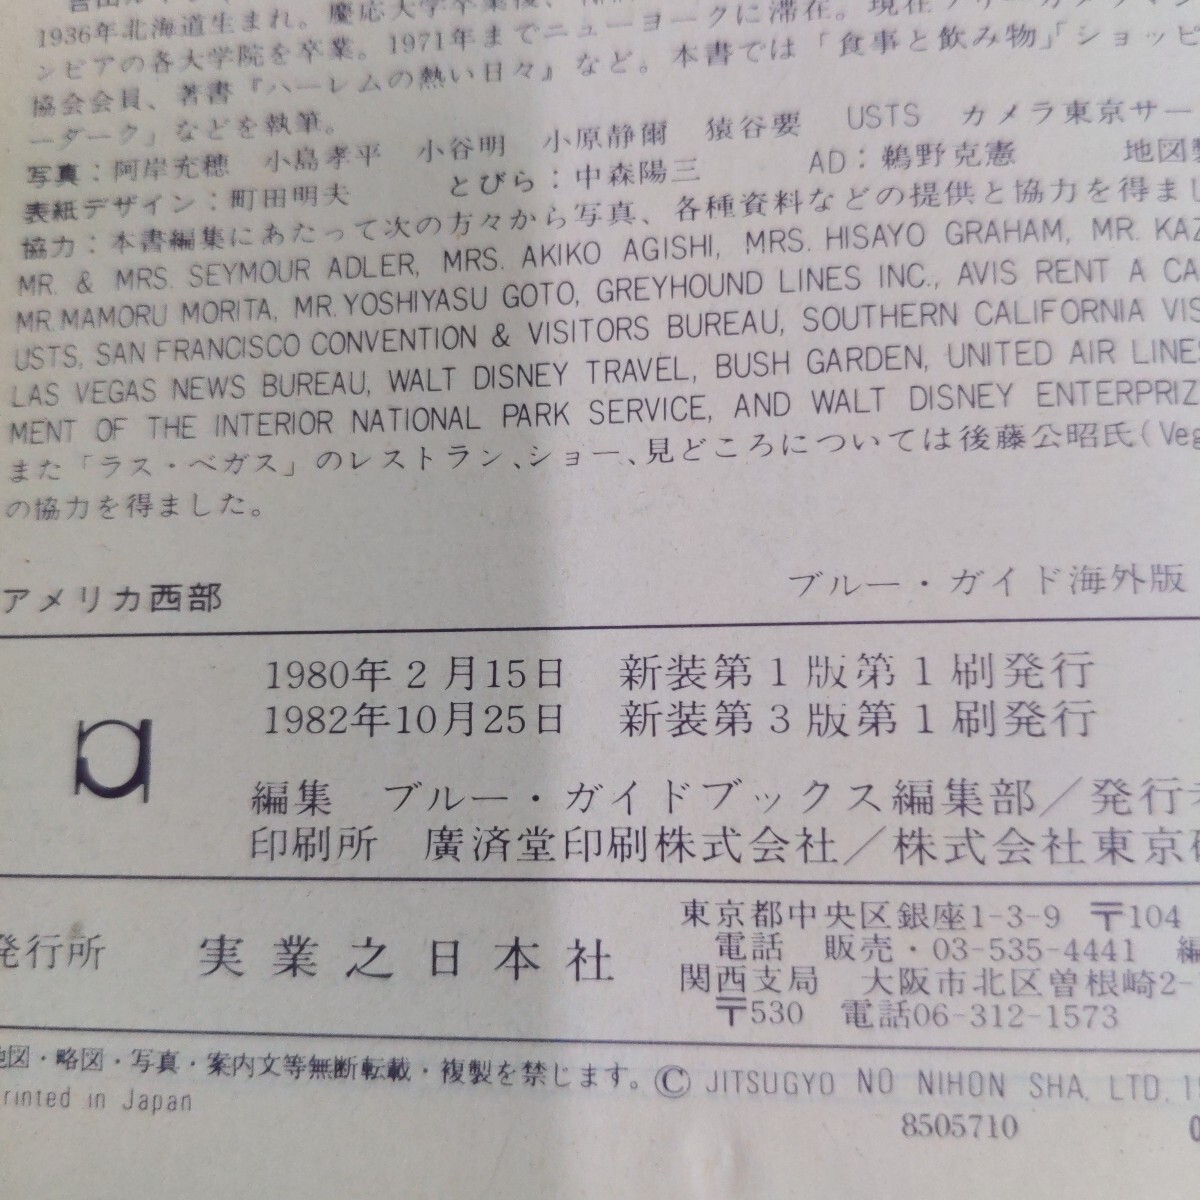 1936年北海道生まれ。慶応大学卒業後、
ンビアの各大学院を卒業。1971年までニューヨークに滞在。現在フリーカメラマン
協会会員、著書『ハーレムの熱い日々』など。本書では「食事と飲み物」「ショッピ
ーダーク」などを執筆。
写真：阿岸充穂 小島孝平 小谷明 小原静爾 猿谷要 USTS カメラ東京サー
表紙デザイン：町田明夫 とびら：中森陽三 AD：鵜野克憲 地図製
協力：本書編集にあたって次の方々から写真、各種資料などの提供と協力を得まし
MR. & MRS. SEYMOUR ADLER, MRS. AKIKO AGISHI, MRS. HISAYO GRAHAM, MR. KAZ
MR. MAMORU MORITA, MR. YOSHIYASU GOTO, GREYHOUND LINES INC., AVIS RENT A CA
USTS, SAN FRANCISCO CONVENTION & VISITORS BUREAU, SOUTHERN CALIFORNIA VIS
LAS VEGAS NEWS BUREAU, WALT DISNEY TRAVEL, BUSH GARDEN, UNITED AIR LINES
MENT OF THE INTERIOR NATIONAL PARK SERVICE, AND WALT DISNEY ENTERPRIZ
また「ラス・ベガス」のレストラン、ショー、見どころについては後藤公昭氏(Veg
の協力を得ました。
アメリカ西部 ブルー・ガイド海外版
1980年2月15日 新装第1版第1刷発行
1982年10月25日 新装第3版第1刷発行
編集 ブルー・ガイドブックス編集部／発行
印刷所 廣済堂印刷株式会社／株式会社東京
発行所 実業之日本社
東京都中央区銀座1-3-9 〒104
電話 販売・03-535-4441 編
関西支局 大阪市北区曽根崎2-
〒530 電話06-312-1573
地図・略図・写真・案内文等無断転載・複製を禁じます。© JITSUGYO NO NIHON SHA, LTD. 19
rinted in Japan
8505710 0